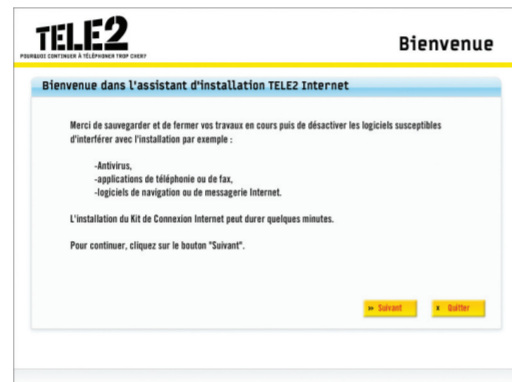 TELE2
POURQUOI CONTINUER À TÉLÉPHONER TROP CHER?
Bienvenue
Bienvenue dans l'assistant d'installation TELE2 Internet
Merci de sauvegarder et de fermer vos travaux en cours puis de désactiver les logiciels susceptibles
d'interférer avec l'installation par exemple :
-Antivirus,
-applications de téléphonie ou de fax,
-logiciels de navigation ou de messagerie Internet.
L'installation du Kit de Connexion Internet peut durer quelques minutes.
Pour continuer, cliquez sur le bouton "Suivant".
Suivant
Quitter